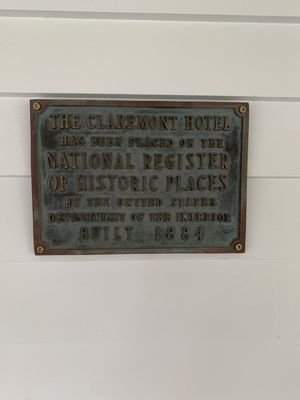 THE CLAREMONT HOTEL
HAS BEEN PLACED ON THE
NATIONAL REGISTER
OF HISTORIC PLACES
BY THE UNITED STATES
DEPARTMENT OF THE INTERIOR
BUILT 1884